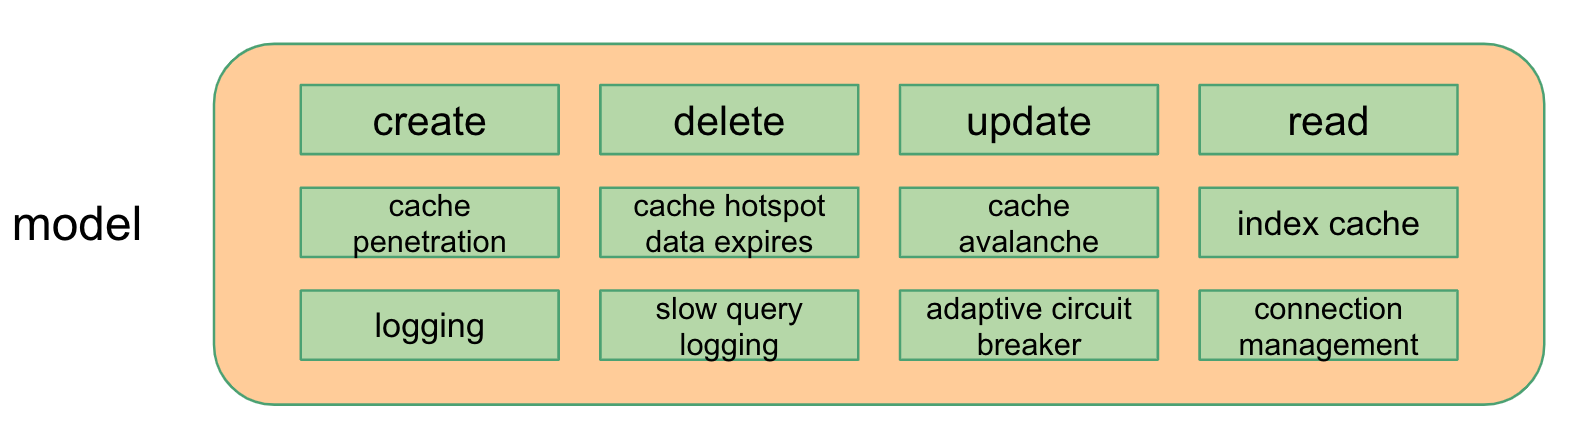 create
delete
update
read
model
cache
penetration
cache hotspot
data expires
cache
avalanche
index cache
logging
slow query
logging
adaptive circuit
breaker
connection
management